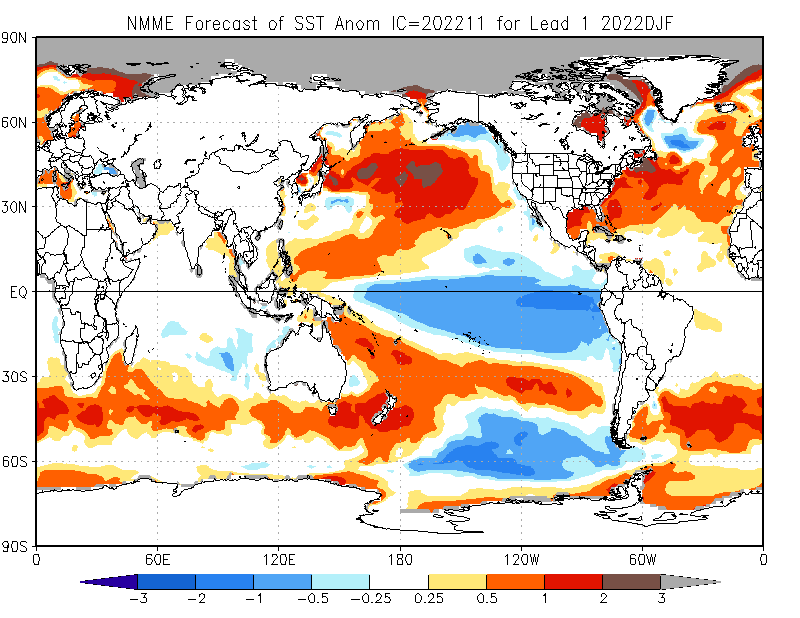 NMME Forecast of SST Anom IC=202211 for Lead 1 2022DJF
90N
60N
30N
EQ
30S
60S
90S
0 60E 120E 180 120W 60W 0
-3 -2 -1 -0.5 -0.25 0.25 0.5 1 2 3